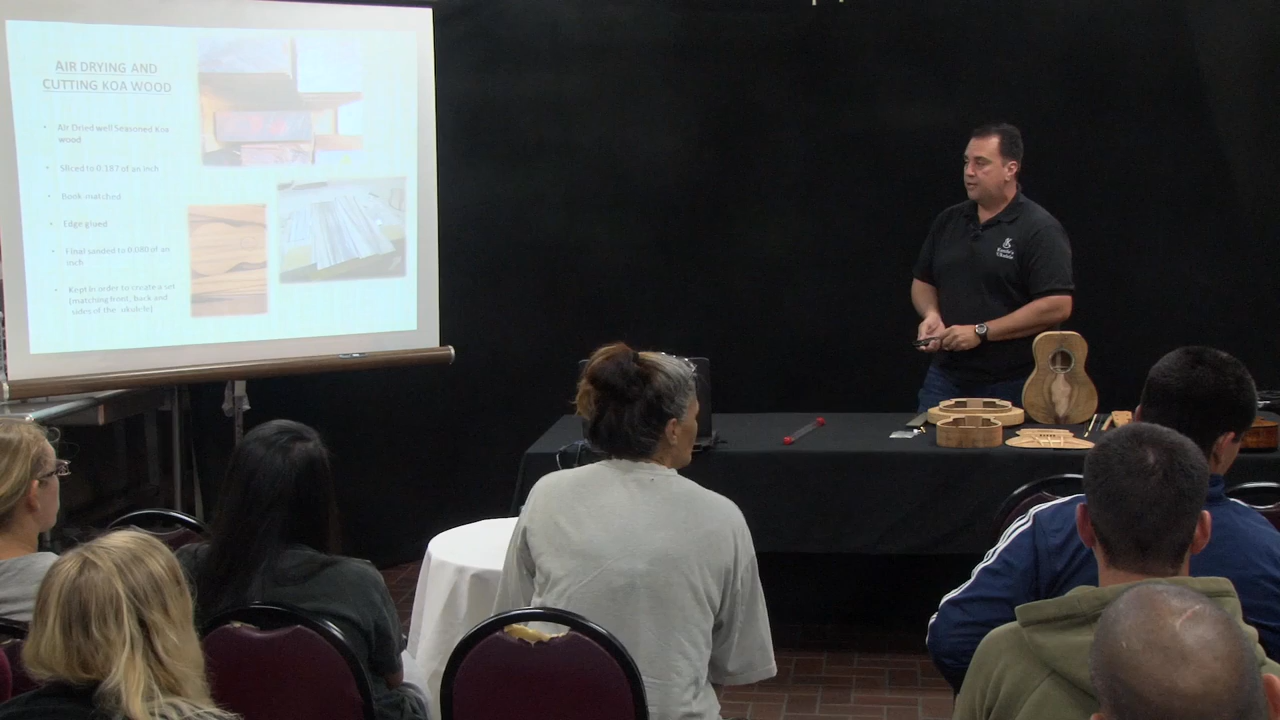 AIR DRYING AND
CUTTING KOA WOOD
• Air Dried well Seasoned Koa
wood
• Sliced to 0.187 of an inch
• Book matched
• Edge glued
• Final sanded to 0.080 of an
inch
• Kept in order to create a set
(matching front, back and
sides of the ukulele)